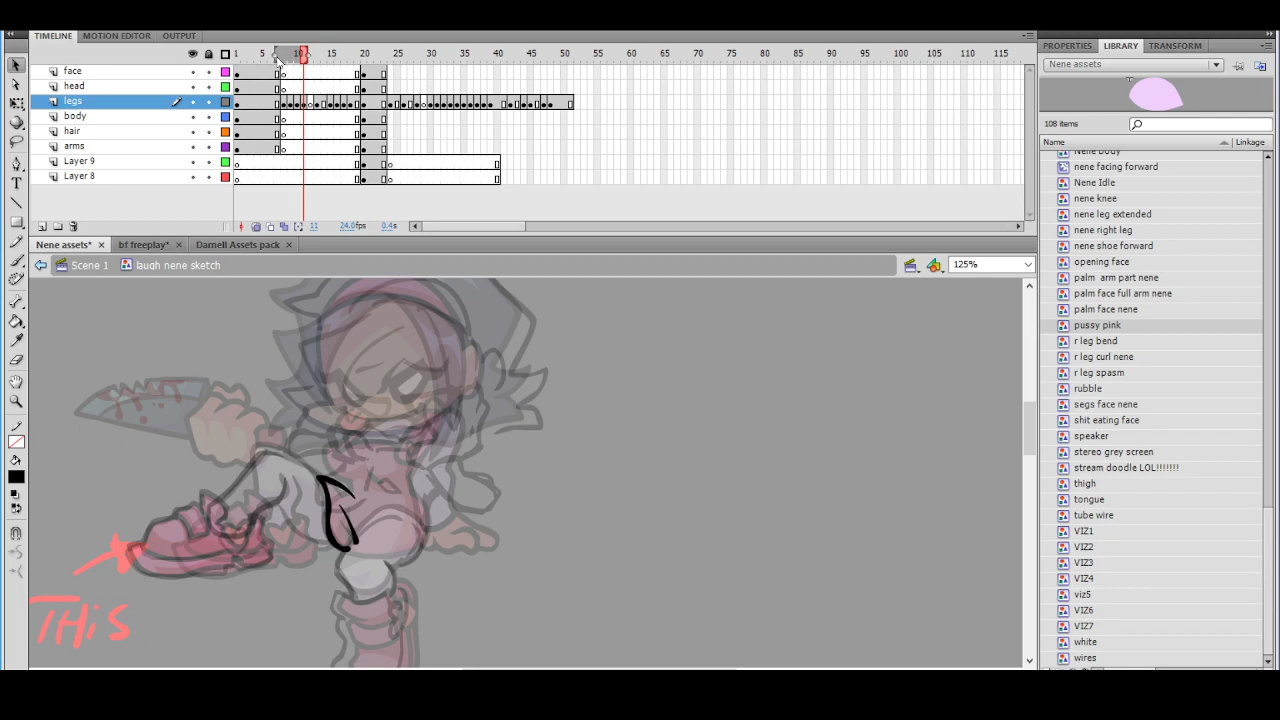 TIMELINE MOTION EDITOR OUTPUT
1 5 10 15 20 25 30 35 40 45 50 55 60 65 70 75 80 85 90 95 100 105 110 115
face
head
legs
body
hair
arms
Layer 9
Layer 8
11 24.0fps 0.4s
Nene assets* bf freeplay* Darnell Assets pack
Scene 1 laugh nene sketch 125%
THiS
PROPERTIES LIBRARY TRANSFORM
Nene assets
108 items
Name Linkage
Nene Body
nene facing forward
Nene Idle
nene knee
nene leg extended
nene right leg
nene shoe forward
opening face
palm arm part nene
palm face full arm nene
palm face nene
pussy pink
r leg bend
r leg curl nene
r leg spasm
rubble
segs face nene
shit eating face
speaker
stereo grey screen
stream doodle LOL!!!!!!!
thigh
tongue
tube wire
VIZ1
VIZ2
VIZ3
VIZ4
viz5
VIZ6
VIZ7
white
wires